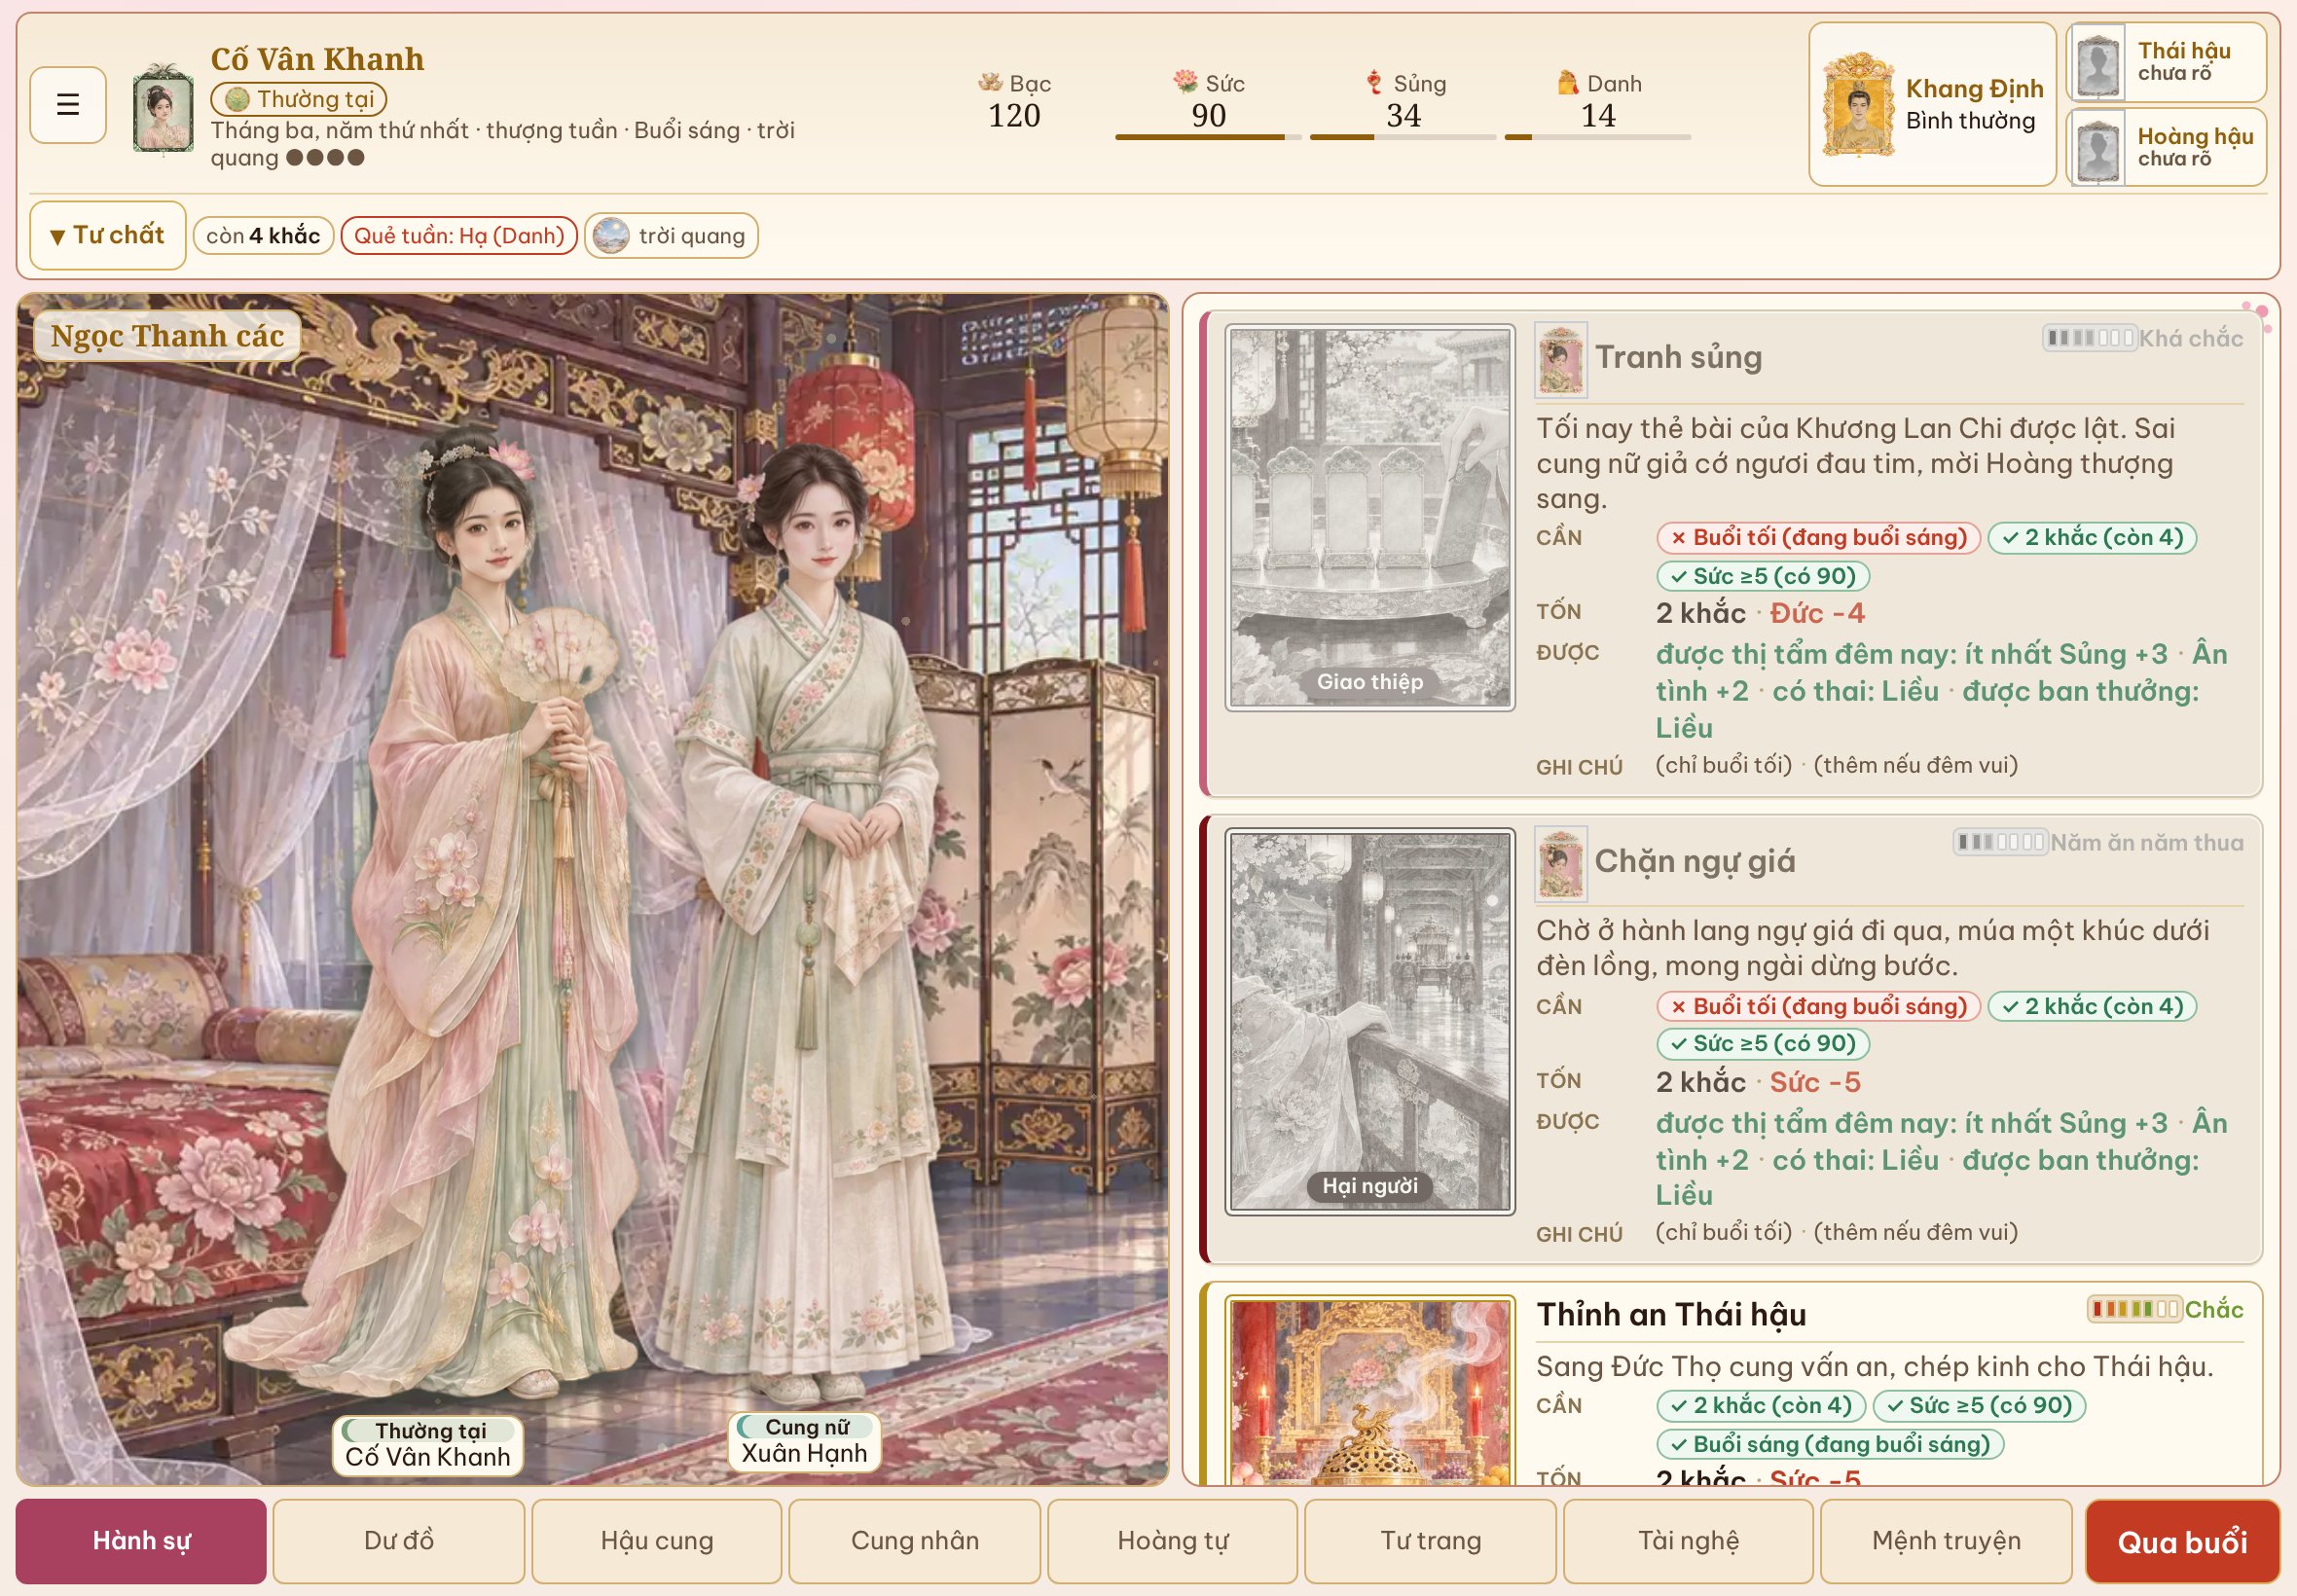 ☰
Cố Vân Khanh
Thường tại
Tháng ba, năm thứ nhất · thượng tuần · Buổi sáng · trời
quang ●●●●
Bạc
120
Sức
90
Sủng
34
Danh
14
Khang Định
Bình thường
Thái hậu
chưa rõ
Hoàng hậu
chưa rõ
▼ Tư chất
còn 4 khắc
Quẻ tuần: Hạ (Danh)
trời quang
Ngọc Thanh các
Thường tại
Cố Vân Khanh
Cung nữ
Xuân Hạnh
Tranh sủng
Khá chắc
Giao thiệp
Tối nay thẻ bài của Khương Lan Chi được lật. Sai
cung nữ giả cớ ngươi đau tim, mời Hoàng thượng
sang.
CẦN
✕ Buổi tối (đang buổi sáng)
✓ 2 khắc (còn 4)
✓ Sức ≥5 (có 90)
TỐN
2 khắc · Đức -4
ĐƯỢC
được thị tẩm đêm nay: ít nhất Sủng +3 · Ân
tình +2 · có thai: Liều · được ban thưởng:
Liều
GHI CHÚ
(chỉ buổi tối) · (thêm nếu đêm vui)
Chặn ngự giá
Năm ăn năm thua
Hại người
Chờ ở hành lang ngự giá đi qua, múa một khúc dưới
đèn lồng, mong ngài dừng bước.
CẦN
✕ Buổi tối (đang buổi sáng)
✓ 2 khắc (còn 4)
✓ Sức ≥5 (có 90)
TỐN
2 khắc · Sức -5
ĐƯỢC
được thị tẩm đêm nay: ít nhất Sủng +3 · Ân
tình +2 · có thai: Liều · được ban thưởng:
Liều
GHI CHÚ
(chỉ buổi tối) · (thêm nếu đêm vui)
Thỉnh an Thái hậu
Chắc
Sang Đức Thọ cung vấn an, chép kinh cho Thái hậu.
CẦN
✓ 2 khắc (còn 4)
✓ Sức ≥5 (có 90)
✓ Buổi sáng (đang buổi sáng)
TỐN
2 khắc · Sức -5
Hành sự
Dư đồ
Hậu cung
Cung nhân
Hoàng tự
Tư trang
Tài nghệ
Mệnh truyện
Qua buổi